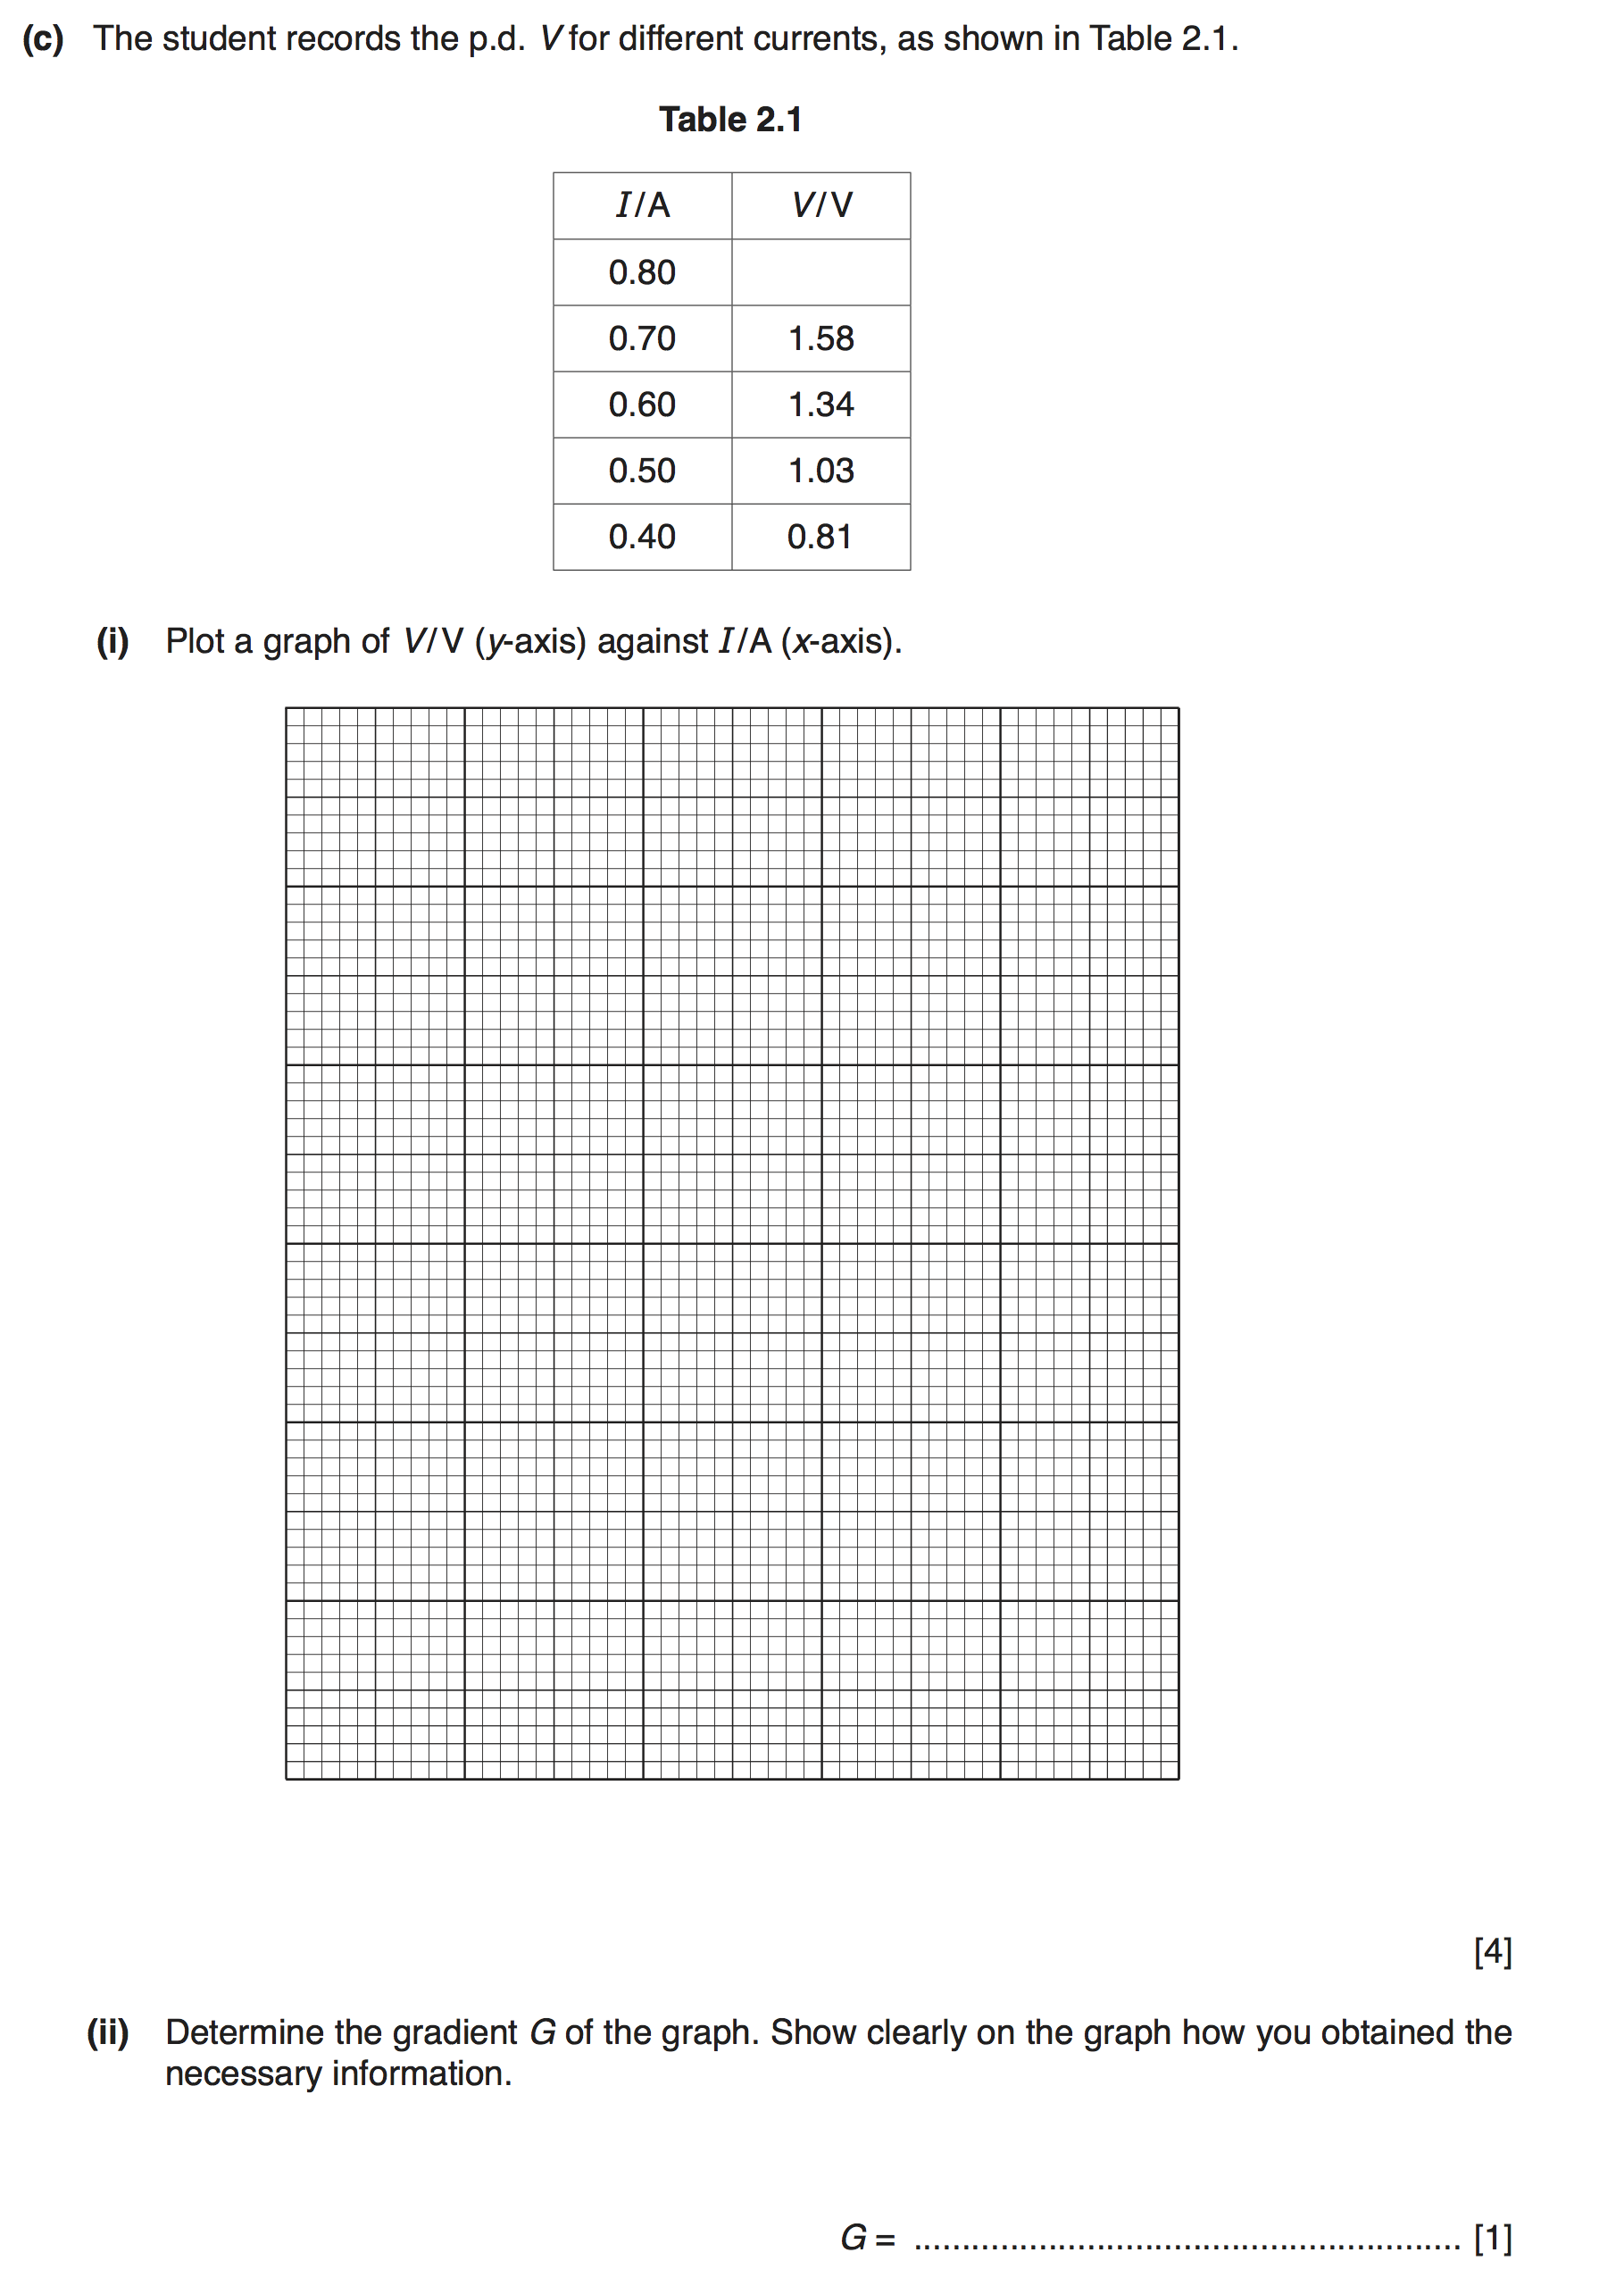 (c) The student records the p.d. V for different currents, as shown in Table 2.1.
Table 2.1
I/A V/V
0.80
0.70 1.58
0.60 1.34
0.50 1.03
0.40 0.81
(i) Plot a graph of V/V (y-axis) against I/A (x-axis).
[4]
(ii) Determine the gradient G of the graph. Show clearly on the graph how you obtained the
necessary information.
G = ........................................................ [1]